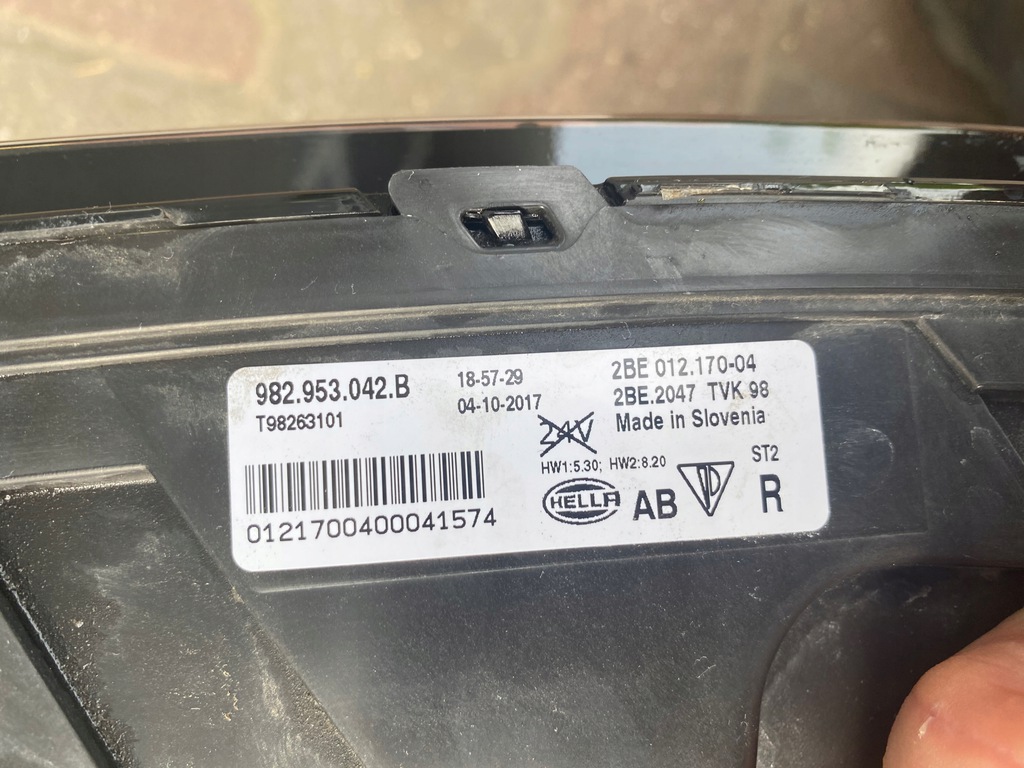 982.953.042.B
T98263101
18-57-29
04-10-2017
2BE 012.170-04
2BE.2047 TVK 98
Made in Slovenia
24V
HW1:5.30; HW2:8.20
ST2
HELLA
AB
R
0121700400041574